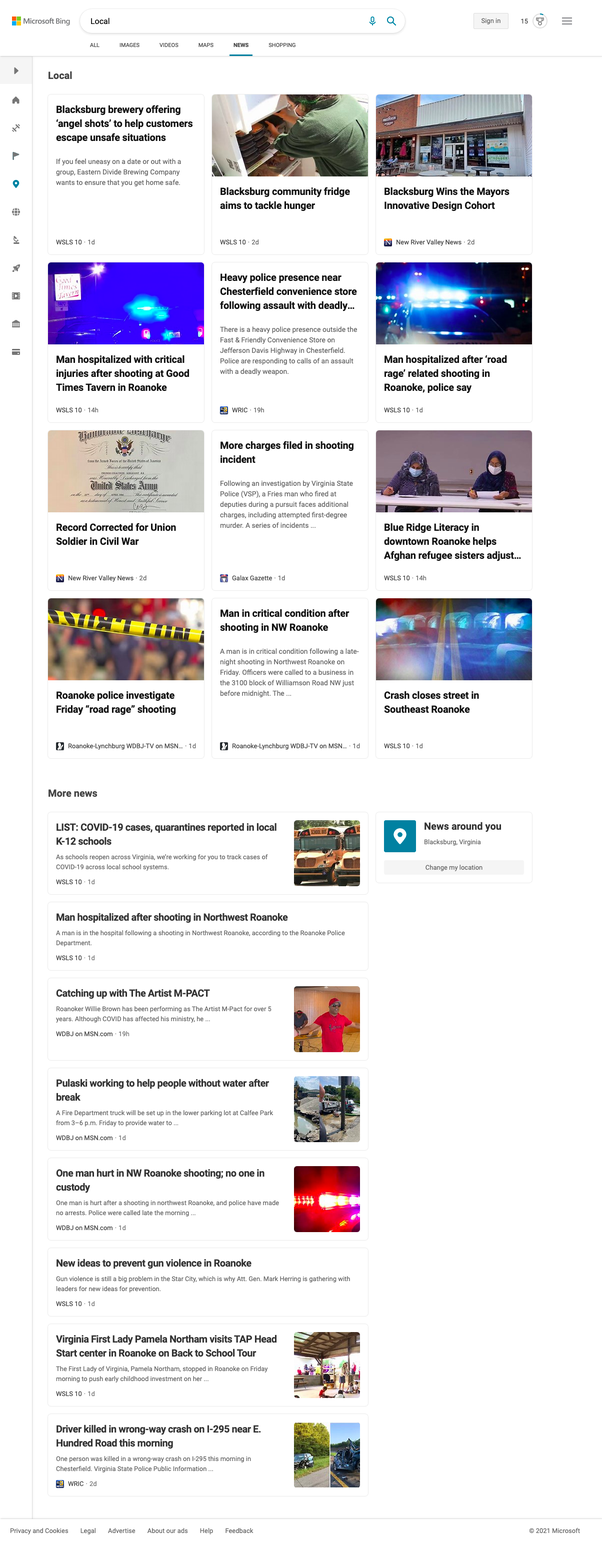 Microsoft Bing
Local
Sign in
15
ALL
IMAGES
VIDEOS
MAPS
NEWS
SHOPPING
Local
Blacksburg brewery offering
‘angel shots’ to help customers
escape unsafe situations
If you feel uneasy on a date or out with a
group, Eastern Divide Brewing Company
wants to ensure that you get home safe.
WSLS 10 · 1d
Blacksburg community fridge
aims to tackle hunger
WSLS 10 · 2d
Blacksburg Wins the Mayors
Innovative Design Cohort
New River Valley News · 2d
Man hospitalized with critical
injuries after shooting at Good
Times Tavern in Roanoke
WSLS 10 · 14h
Heavy police presence near
Chesterfield convenience store
following assault with deadly...
There is a heavy police presence outside the
Fast & Friendly Convenience Store on
Jefferson Davis Highway in Chesterfield.
Police are responding to calls of an assault
with a deadly weapon.
WRIC · 19h
Man hospitalized after ‘road
rage’ related shooting in
Roanoke, police say
WSLS 10 · 1d
Honorable Discharge
United States Army
Record Corrected for Union
Soldier in Civil War
New River Valley News · 2d
More charges filed in shooting
incident
Following an investigation by Virginia State
Police (VSP), a Fries man who fired at
deputies during a pursuit faces additional
charges, including attempted first-degree
murder. A series of incidents ...
Galax Gazette · 1d
Blue Ridge Literacy in
downtown Roanoke helps
Afghan refugee sisters adjust...
WSLS 10 · 14h
Roanoke police investigate
Friday “road rage” shooting
Roanoke-Lynchburg WDBJ-TV on MSN... · 1d
Man in critical condition after
shooting in NW Roanoke
A man is in critical condition following a late-
night shooting in Northwest Roanoke on
Friday. Officers were called to a business in
the 3100 block of Williamson Road NW just
before midnight. The ...
Roanoke-Lynchburg WDBJ-TV on MSN... · 1d
Crash closes street in
Southeast Roanoke
WSLS 10 · 1d
More news
LIST: COVID-19 cases, quarantines reported in local
K-12 schools
As schools reopen across Virginia, we're working for you to track cases of
COVID-19 across local school systems.
WSLS 10 · 1d
News around you
Blacksburg, Virginia
Change my location
Man hospitalized after shooting in Northwest Roanoke
A man is in the hospital following a shooting in Northwest Roanoke, according to the Roanoke Police
Department.
WSLS 10 · 1d
Catching up with The Artist M-PACT
Roanoker Willie Brown has been performing as The Artist M-Pact for over 5
years. Although COVID has affected his ministry, he ...
WDBJ on MSN.com · 19h
Pulaski working to help people without water after
break
A Fire Department truck will be set up in the lower parking lot at Calfee Park
from 3–6 p.m. Friday to provide water to ...
WDBJ on MSN.com · 1d
One man hurt in NW Roanoke shooting; no one in
custody
One man is hurt after a shooting in northwest Roanoke, and police have made
no arrests. Police were called late the morning ...
WDBJ on MSN.com · 1d
New ideas to prevent gun violence in Roanoke
Gun violence is still a big problem in the Star City, which is why Att. Gen. Mark Herring is gathering with
leaders for new ideas for prevention.
WSLS 10 · 1d
Virginia First Lady Pamela Northam visits TAP Head
Start center in Roanoke on Back to School Tour
The First Lady of Virginia, Pamela Northam, stopped in Roanoke on Friday
morning to push early childhood investment on her ...
WSLS 10 · 1d
Driver killed in wrong-way crash on I-295 near E.
Hundred Road this morning
One person was killed in a wrong-way crash on I-295 this morning in
Chesterfield. Virginia State Police Public Information ...
WRIC · 2d
Privacy and Cookies
Legal
Advertise
About our ads
Help
Feedback
© 2021 Microsoft